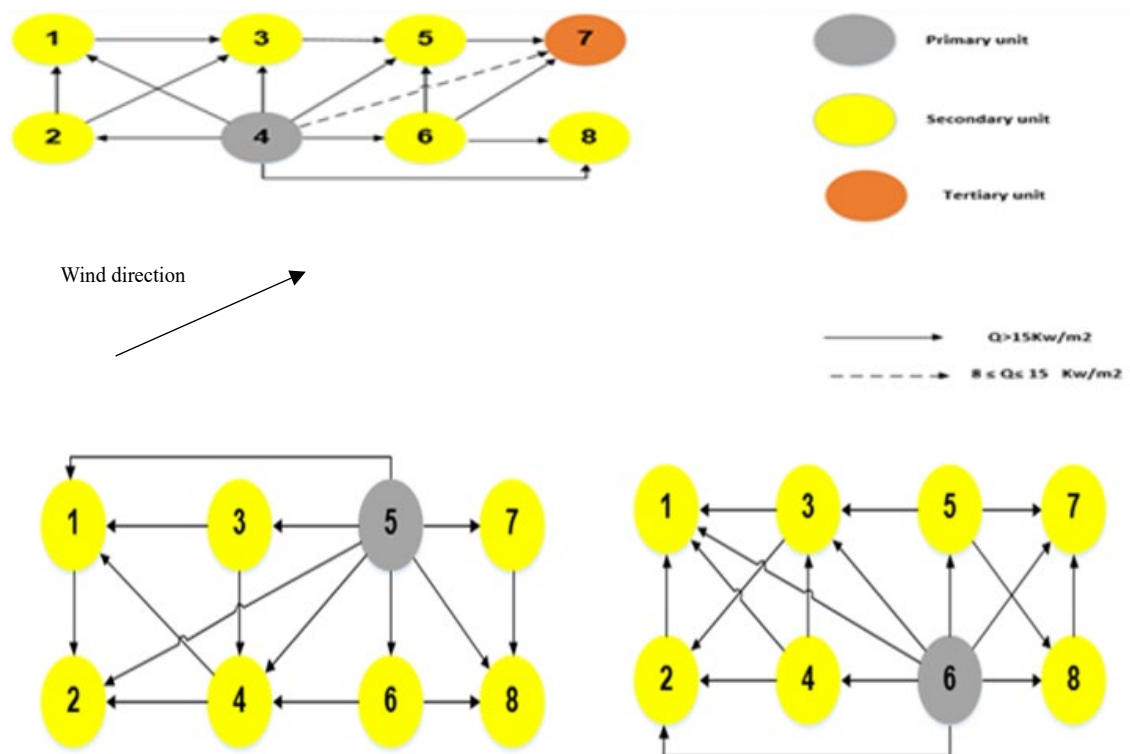 1 3 5 7
2 4 6 8
Primary unit
Secondary unit
Tertiary unit
Wind direction
Q>15Kw/m2
8 ≤ Q≤ 15 Kw/m2
1 3 5 7
2 4 6 8
1 3 5 7
2 4 6 8